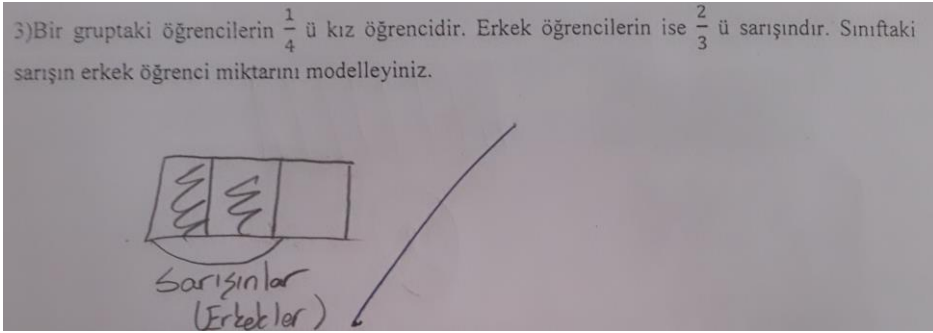 3)Bir gruptaki öğrencilerin 1/4 ü kız öğrencidir. Erkek öğrencilerin ise 2/3 ü sarışındır. Sınıftaki
sarışın erkek öğrenci miktarını modelleyiniz.
Sarışınlar
(Erkekler)